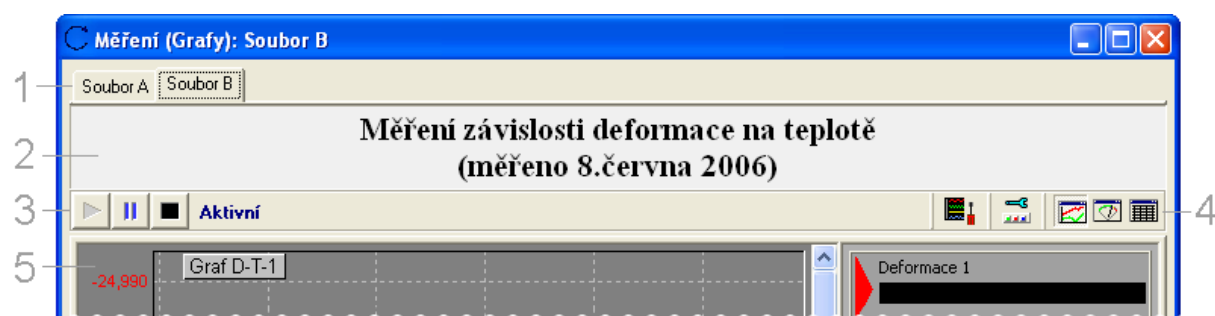 Měření (Grafy): Soubor B
1
Soubor A Soubor B
2
Měření závislosti deformace na teplotě
(měřeno 8.června 2006)
3
Aktivní
4
5
Graf D-T-1
-24,990
Deformace 1